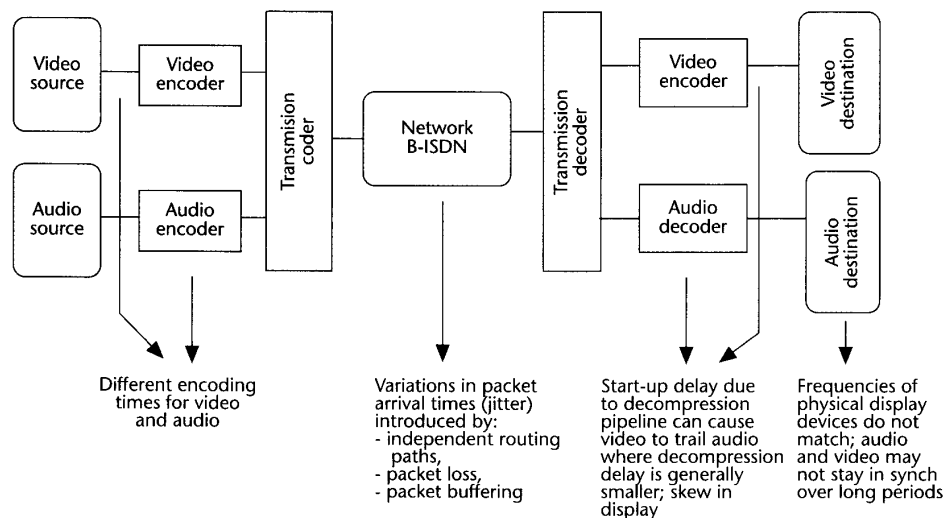 Video
source
Video
encoder
Transmision
coder
Network
B-ISDN
Transmission
decoder
Video
encoder
Video
destination
Audio
source
Audio
encoder
Audio
decoder
Audio
destination
Different encoding
times for video
and audio
Variations in packet
arrival times (jitter)
introduced by:
- independent routing
paths,
- packet loss,
- packet buffering
Start-up delay due
to decompression
pipeline can cause
video to trail audio
where decompression
delay is generally
smaller; skew in
display
Frequencies of
physical display
devices do not
match; audio
and video may
not stay in synch
over long periods